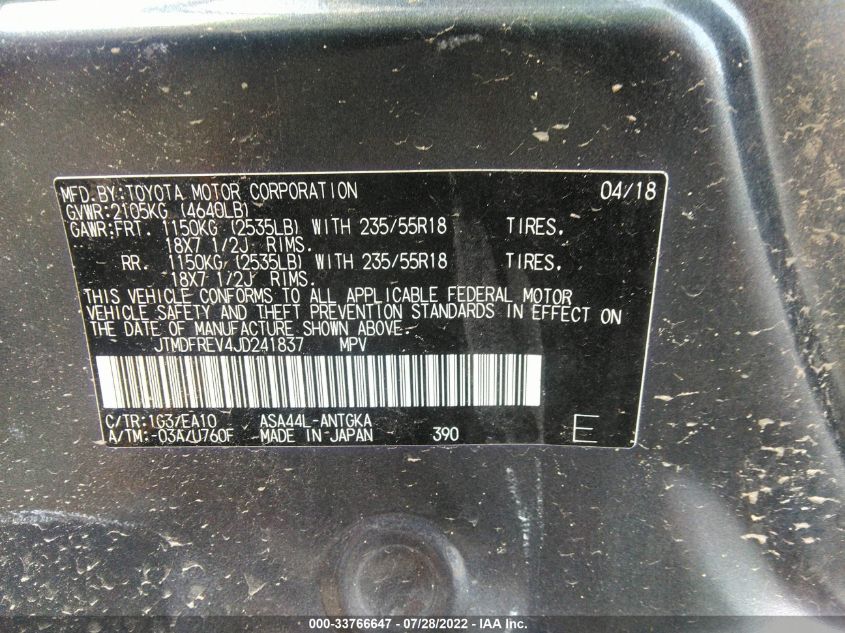 MFD.BY:TOYOTA MOTOR CORPORATION 04/18
GVWR:2105KG (4640LB)
GAWR:FRT. 1150KG (2535LB) WITH 235/55R18 TIRES.
18X7 1/2J RIMS.
RR. 1150KG (2535LB) WITH 235/55R18 TIRES.
18X7 1/2J RIMS.
THIS VEHICLE CONFORMS TO ALL APPLICABLE FEDERAL MOTOR
VEHICLE SAFETY AND THEFT PREVENTION STANDARDS IN EFFECT ON
THE DATE OF MANUFACTURE SHOWN ABOVE.
JTMDFREV4JD241837 MPV
C/TR:1G3/EA10 ASA44L-ANTGKA
A/TM:-03A/U760F MADE IN JAPAN 390 E
000-33766647 / 07/28/2022 - IAA Inc.